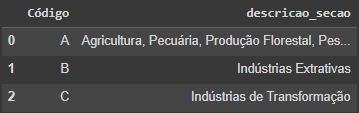 Código descricao_secao
0 A Agricultura, Pecuária, Produção Florestal, Pes...
1 B Indústrias Extrativas
2 C Indústrias de Transformação